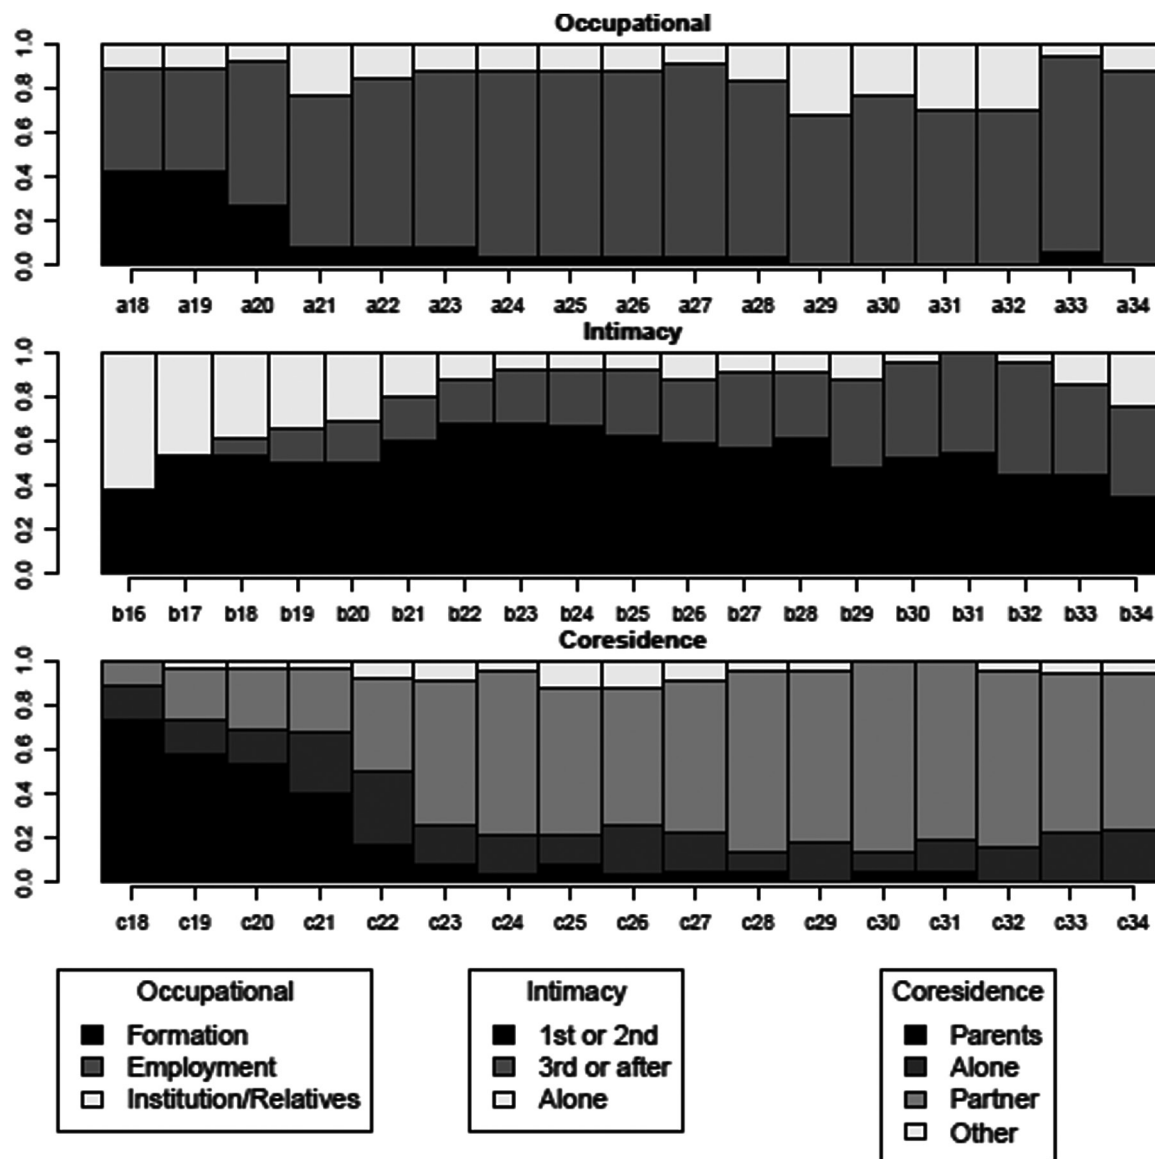 Occupational
1.0
0.8
0.6
0.4
0.2
0.0
a18 a19 a20 a21 a22 a23 a24 a25 a26 a27 a28 a29 a30 a31 a32 a33 a34
Intimacy
1.0
0.8
0.6
0.4
0.2
0.0
b16 b17 b18 b19 b20 b21 b22 b23 b24 b25 b26 b27 b28 b29 b30 b31 b32 b33 b34
Coresidence
1.0
0.8
0.6
0.4
0.2
0.0
c18 c19 c20 c21 c22 c23 c24 c25 c26 c27 c28 c29 c30 c31 c32 c33 c34
Occupational
Formation
Employment
Institution/Relatives
Intimacy
1st or 2nd
3rd or after
Alone
Coresidence
Parents
Alone
Partner
Other